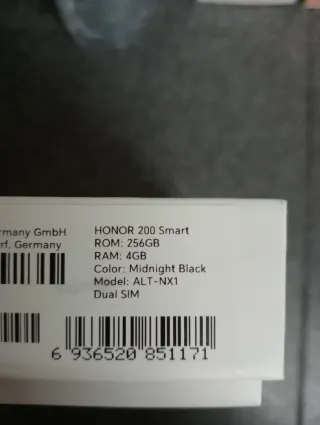 rmany GmbH
rf, Germany
HONOR 200 Smart
ROM: 256GB
RAM: 4GB
Color: Midnight Black
Model: ALT-NX1
Dual SIM
6 936520 851171